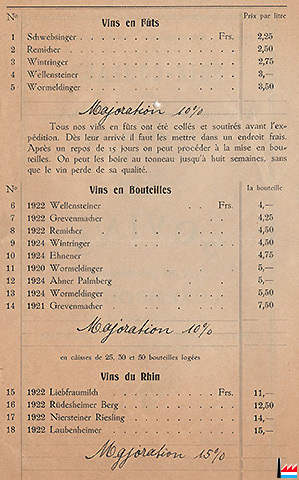 No Vins en Fûts Prix par litre
1 Schwebsinger . . . . . . . Frs. 2,25
2 Remicher . . . . . . . . 2,50
3 Wintringer . . . . . . . . 2,75
4 Wellensteiner . . . . . . . 3,—
5 Wormeldinger . . . . . . . 3,50
Majoration 10%
Tous nos vins en fûts ont été collés et soutirés avant l'ex-
pédition. Dès leur arrivé il faut les mettre dans un endroit frais.
Après un repos de 15 jours on peut procéder à la mise en bou-
teilles. On peut les boire au tonneau jusqu'à huit semaines, sans
que le vin perde de sa qualité.
No Vins en Bouteilles la bouteille
6 1922 Wellensteiner . . . . . Frs. 4,—
7 1922 Grevenmacher . . . . . . 4,25
8 1922 Remicher . . . . . . . 4,50
9 1924 Wintringer . . . . . . . 4,50
10 1924 Ehnener . . . . . . . 4,75
11 1920 Wormeldinger . . . . . . 5,—
12 1924 Ahner Palmberg . . . . . . 5,—
13 1924 Wormeldinger . . . . . . 5,50
14 1921 Grevenmacher . . . . . . 7,50
Majoration 10%
en caisses de 25, 30 et 50 bouteilles logées
Vins du Rhin
15 1922 Liebfraumilch . . . . . Frs. 11,—
16 1922 Rüdesheimer Berg . . . . . 12,50
17 1922 Niersteiner Riesling . . . . . 14,—
18 1922 Laubenheimer . . . . . . 15,—
Majoration 15%